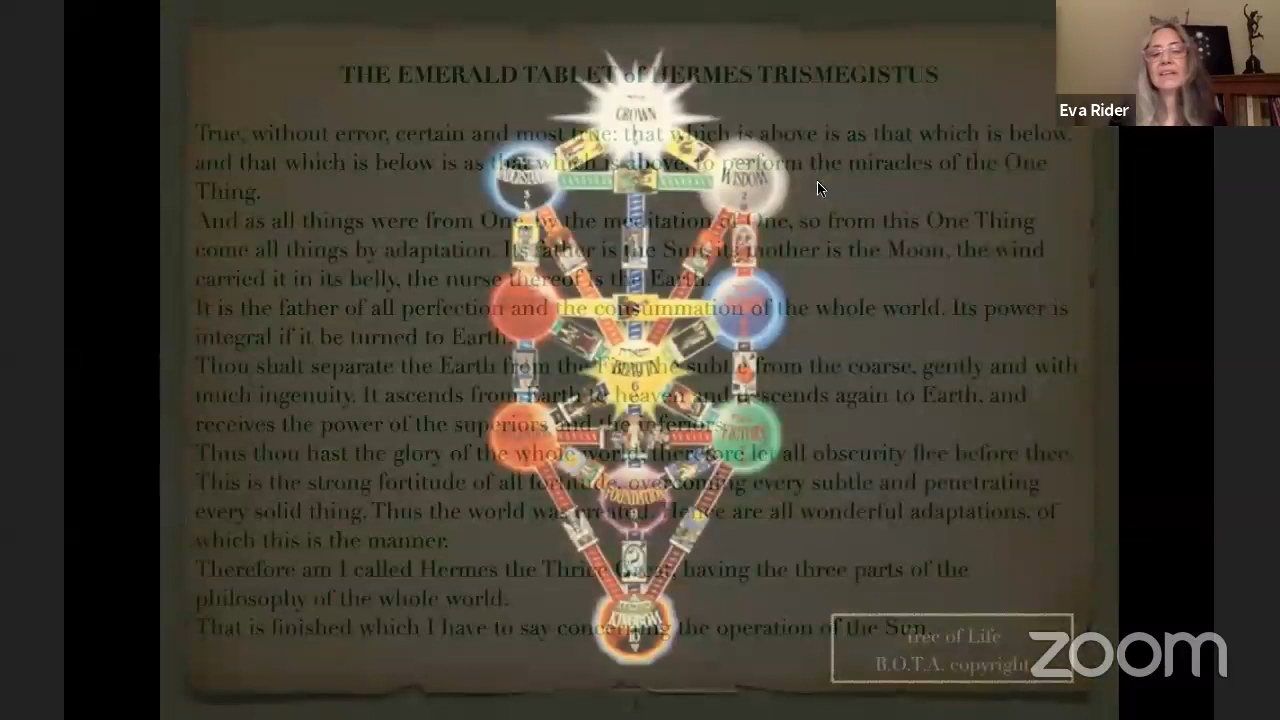 THE EMERALD TABLET of HERMES TRISMEGISTUS
CROWN
True, without error, certain and most true: that which is above is as that which is below,
and that which is below is as that which is above, to perform the miracles of the One
Thing.
WISDOM
2
3
And as all things were from One, by the meditation of One, so from this One Thing
come all things by adaptation. Its father is the Sun, its mother is the Moon, the wind
carried it in its belly, the nurse thereof is the Earth.
It is the father of all perfection and the consummation of the whole world. Its power is
integral if it be turned to Earth.
Thou shalt separate the Earth from the Fire, the subtle from the coarse, gently and with
BEAUTY
6
much ingenuity. It ascends from Earth to heaven and descends again to Earth, and
receives the power of the superiors and the inferiors.
VICTORY
Thus thou hast the glory of the whole world, therefore let all obscurity flee before thee.
This is the strong fortitude of all fortitude, overcoming every subtle and penetrating
FOUNDATION
9
every solid thing. Thus the world was created. Hence are all wonderful adaptations, of
which this is the manner.
Therefore am I called Hermes the Thrice Great, having the three parts of the
philosophy of the whole world.
KINGDOM
10
That is finished which I have to say concerning the operation of the Sun.
Tree of Life
B.O.T.A. copyright
Eva Rider
zoom